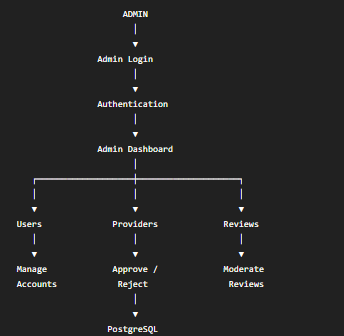 ADMIN
Admin Login
Authentication
Admin Dashboard
Users Providers Reviews
Manage Approve / Moderate
Accounts Reject Reviews
PostgreSQL